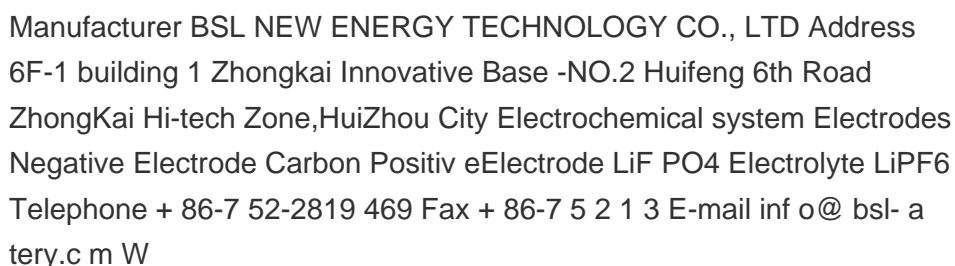 Manufacturer BSL NEW ENERGY TECHNOLOGY CO., LTD Address
6F-1 building 1 Zhongkai Innovative Base -NO.2 Huifeng 6th Road
ZhongKai Hi-tech Zone,HuiZhou City Electrochemical system Electrodes
Negative Electrode Carbon Positiv eElectrode LiF PO4 Electrolyte LiPF6
Telephone + 86-7 52-2819 469 Fax + 86-7 5 2 1 3 E-mail inf o@ bsl- a
tery.c m W